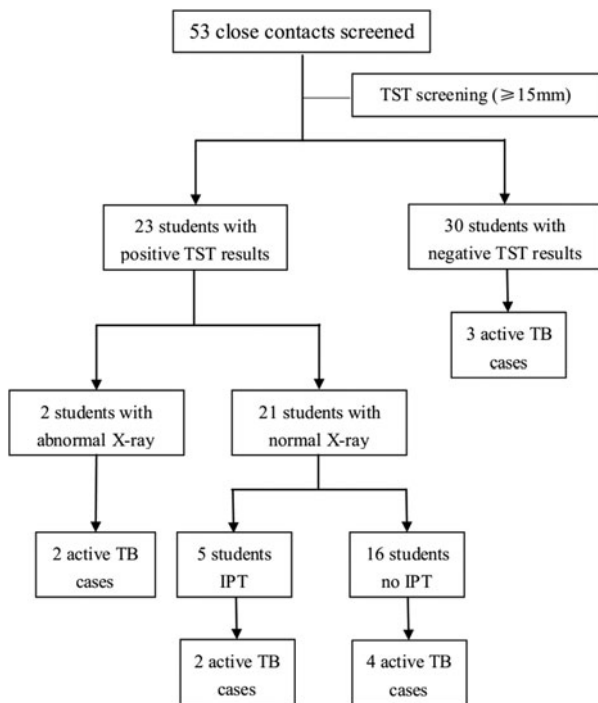 53 close contacts screened
TST screening (⩾15mm)
23 students with
positive TST results
30 students with
negative TST results
3 active TB
cases
2 students with
abnormal X-ray
21 students with
normal X-ray
2 active TB
cases
5 students
IPT
16 students
no IPT
2 active TB
cases
4 active TB
cases